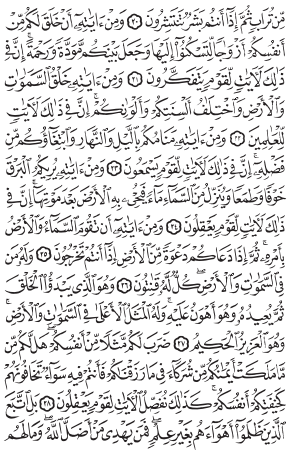 مِّن تُرَابٍ ثُمَّ إِذَآ أَنتُم بَشَرٌ تَنتَشِرُونَ ٢٠ وَمِنْ ءَايَٰتِهِۦٓ أَنْ خَلَقَ لَكُم مِّنْ
أَنفُسِكُمْ أَزْوَٰجًا لِّتَسْكُنُوٓا۟ إِلَيْهَا وَجَعَلَ بَيْنَكُم مَّوَدَّةً وَرَحْمَةً ۚ إِنَّ فِى
ذَٰلِكَ لَءَايَٰتٍ لِّقَوْمٍ يَتَفَكَّرُونَ ٢١ وَمِنْ ءَايَٰتِهِۦ خَلْقُ ٱلسَّمَٰوَٰتِ
وَٱلْأَرْضِ وَٱخْتِلَٰفُ أَلْسِنَتِكُمْ وَأَلْوَٰنِكُمْ ۚ إِنَّ فِى ذَٰلِكَ لَءَايَٰتٍ
لِّلْعَٰلِمِينَ ٢٢ وَمِنْ ءَايَٰتِهِۦ مَنَامُكُم بِٱلَّيْلِ وَٱلنَّهَارِ وَٱبْتِغَآؤُكُم مِّن
فَضْلِهِۦٓ ۚ إِنَّ فِى ذَٰلِكَ لَءَايَٰتٍ لِّقَوْمٍ يَسْمَعُونَ ٢٣ وَمِنْ ءَايَٰتِهِۦ يُرِيكُمُ ٱلْبَرْقَ
خَوْفًا وَطَمَعًا وَيُنَزِّلُ مِنَ ٱلسَّمَآءِ مَآءً فَيُحْىِۦ بِهِ ٱلْأَرْضَ بَعْدَ مَوْتِهَآ ۚ إِنَّ فِى
ذَٰلِكَ لَءَايَٰتٍ لِّقَوْمٍ يَعْقِلُونَ ٢٤ وَمِنْ ءَايَٰتِهِۦٓ أَن تَقُومَ ٱلسَّمَآءُ وَٱلْأَرْضُ
بِأَمْرِهِۦ ۚ ثُمَّ إِذَا دَعَاكُمْ دَعْوَةً مِّنَ ٱلْأَرْضِ إِذَآ أَنتُمْ تَخْرُجُونَ ٢٥ وَلَهُۥ مَن
فِى ٱلسَّمَٰوَٰتِ وَٱلْأَرْضِ ۖ كُلٌّ لَّهُۥ قَٰنِتُونَ ٢٦ وَهُوَ ٱلَّذِى يَبْدَؤُا۟ ٱلْخَلْقَ
ثُمَّ يُعِيدُهُۥ وَهُوَ أَهْوَنُ عَلَيْهِ ۚ وَلَهُ ٱلْمَثَلُ ٱلْأَعْلَىٰ فِى ٱلسَّمَٰوَٰتِ وَٱلْأَرْضِ ۚ
وَهُوَ ٱلْعَزِيزُ ٱلْحَكِيمُ ٢٧ ضَرَبَ لَكُم مَّثَلًا مِّنْ أَنفُسِكُمْ ۖ هَل لَّكُم مِّن
مَّا مَلَكَتْ أَيْمَٰنُكُم مِّن شُرَكَآءَ فِى مَا رَزَقْنَٰكُمْ فَأَنتُمْ فِيهِ سَوَآءٌ تَخَافُونَهُمْ
كَخِيفَتِكُمْ أَنفُسَكُمْ ۚ كَذَٰلِكَ نُفَصِّلُ ٱلْءَايَٰتِ لِقَوْمٍ يَعْقِلُونَ ٢٨ بَلِ ٱتَّبَعَ
ٱلَّذِينَ ظَلَمُوٓا۟ أَهْوَآءَهُم بِغَيْرِ عِلْمٍ ۖ فَمَن يَهْدِى مَنْ أَضَلَّ ٱللَّهُ ۖ وَمَا لَهُم